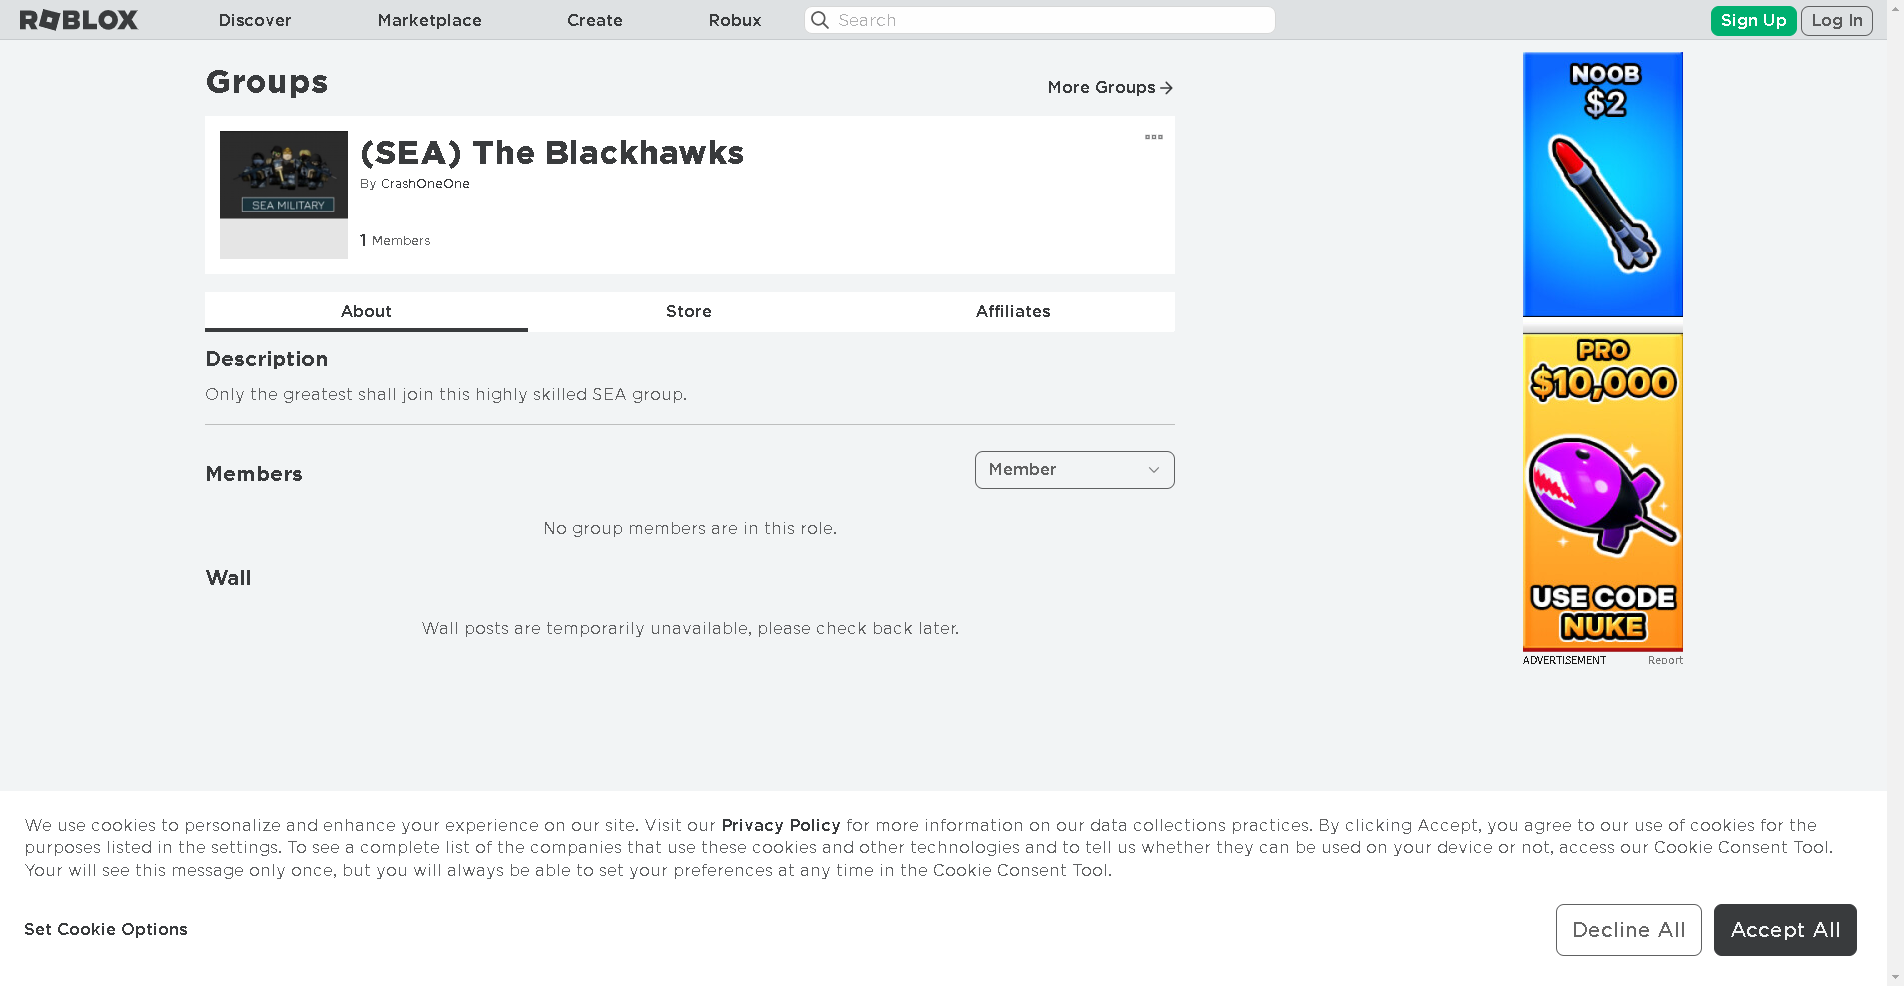 ROBLOX
Discover
Marketplace
Create
Robux
Search
Sign Up
Log In
Groups
More Groups
SEA MILITARY
(SEA) The Blackhawks
By CrashOneOne
1 Members
About
Store
Affiliates
Description
Only the greatest shall join this highly skilled SEA group.
Members
Member
No group members are in this role.
Wall
Wall posts are temporarily unavailable, please check back later.
NOOB
$2
PRO
$10,000
USE CODE
NUKE
ADVERTISEMENT
Report
We use cookies to personalize and enhance your experience on our site. Visit our Privacy Policy for more information on our data collections practices. By clicking Accept, you agree to our use of cookies for the
purposes listed in the settings. To see a complete list of the companies that use these cookies and other technologies and to tell us whether they can be used on your device or not, access our Cookie Consent Tool.
Your will see this message only once, but you will always be able to set your preferences at any time in the Cookie Consent Tool.
Set Cookie Options
Decline All
Accept All